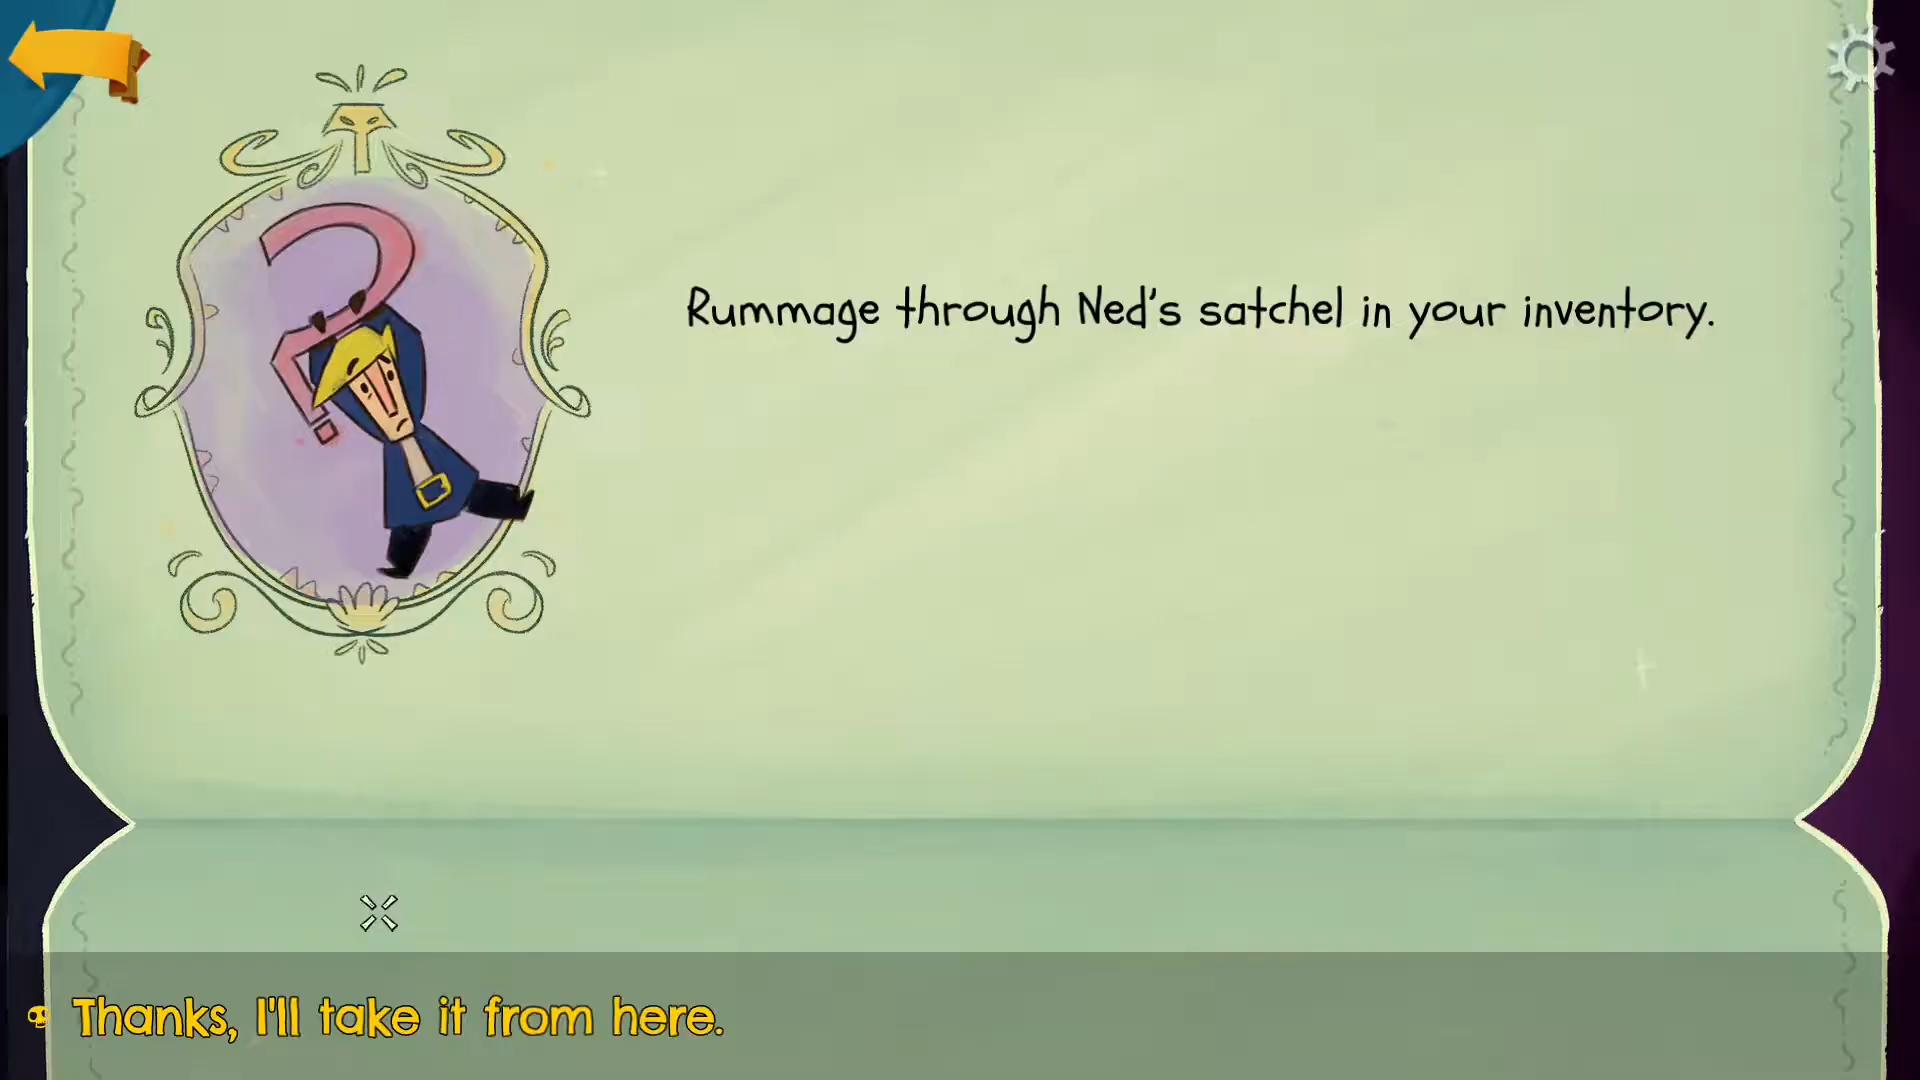 Rummage through Ned's satchel in your inventory.
Thanks, I'll take it from here.